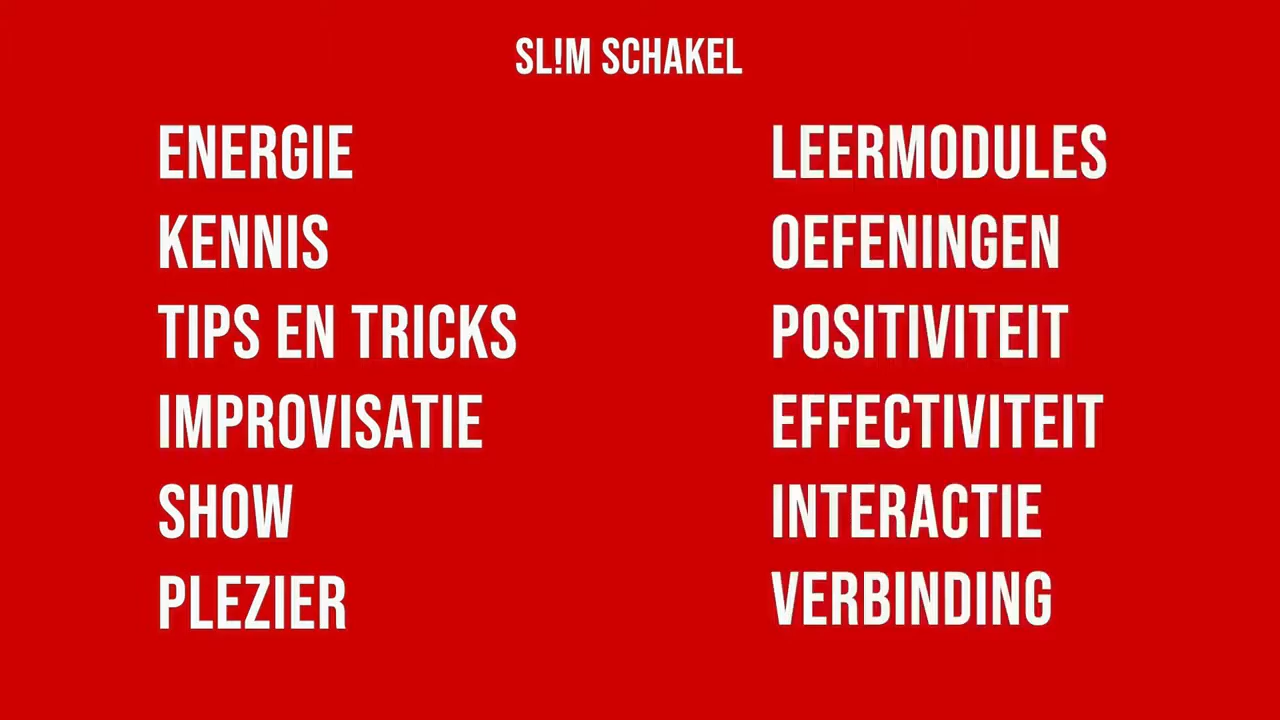 SL!M SCHAKEL
ENERGIE
KENNIS
TIPS EN TRICKS
IMPROVISATIE
SHOW
PLEZIER
LEERMODULES
OEFENINGEN
POSITIVITEIT
EFFECTIVITEIT
INTERACTIE
VERBINDING